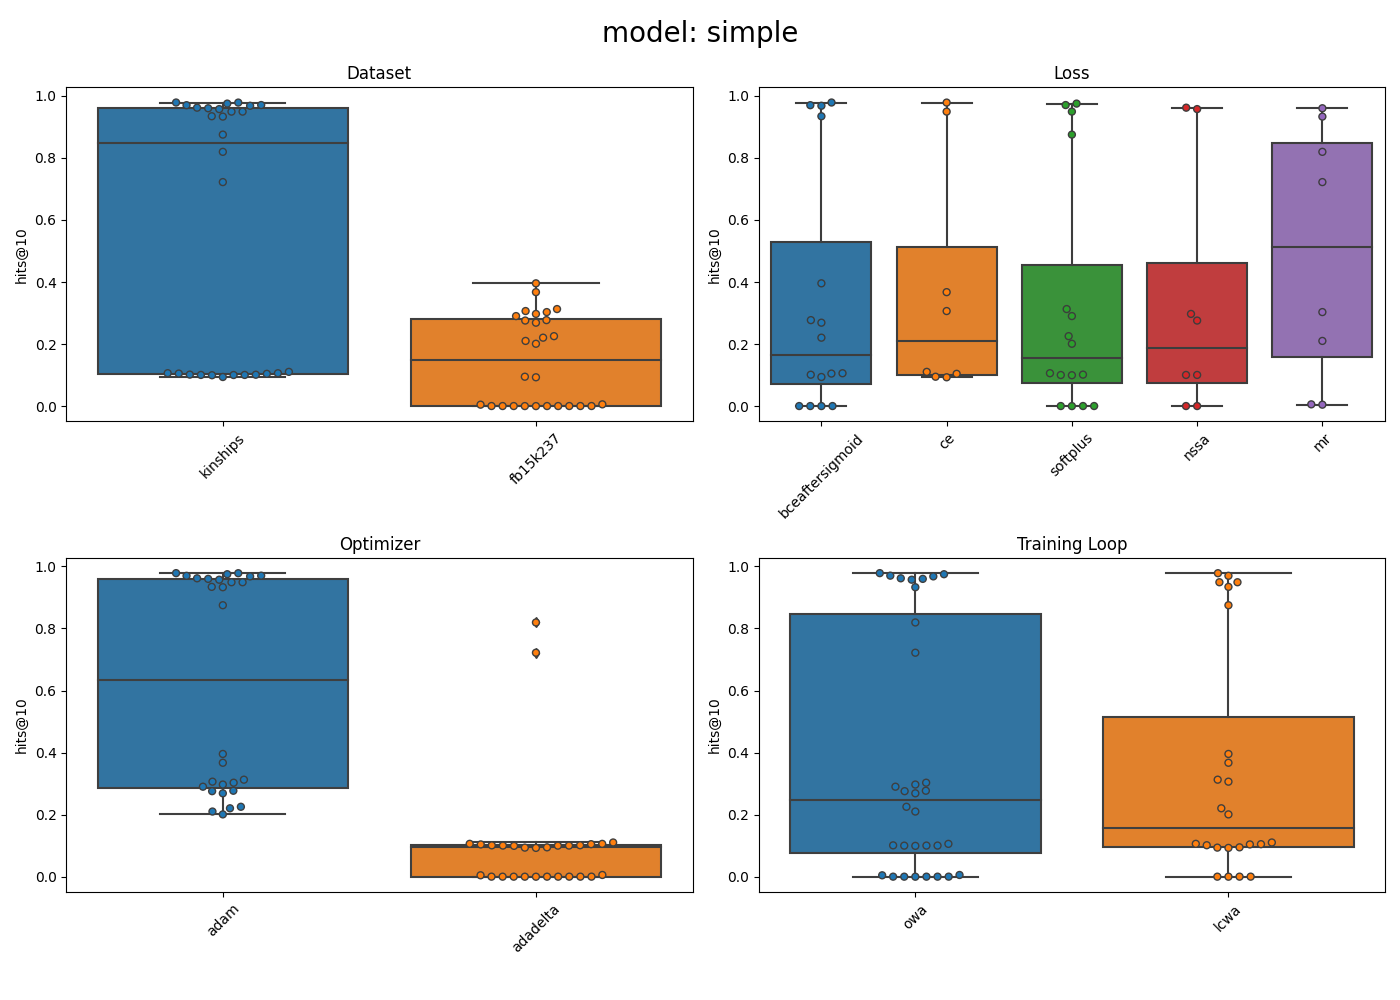 model: simple
Dataset
hits@10
1.0
0.8
0.6
0.4
0.2
0.0
kinships
fb15k237
Loss
hits@10
1.0
0.8
0.6
0.4
0.2
0.0
bceaftersigmoid
ce
softplus
nssa
mr
Optimizer
hits@10
1.0
0.8
0.6
0.4
0.2
0.0
adam
adadelta
Training Loop
hits@10
1.0
0.8
0.6
0.4
0.2
0.0
owa
lcwa